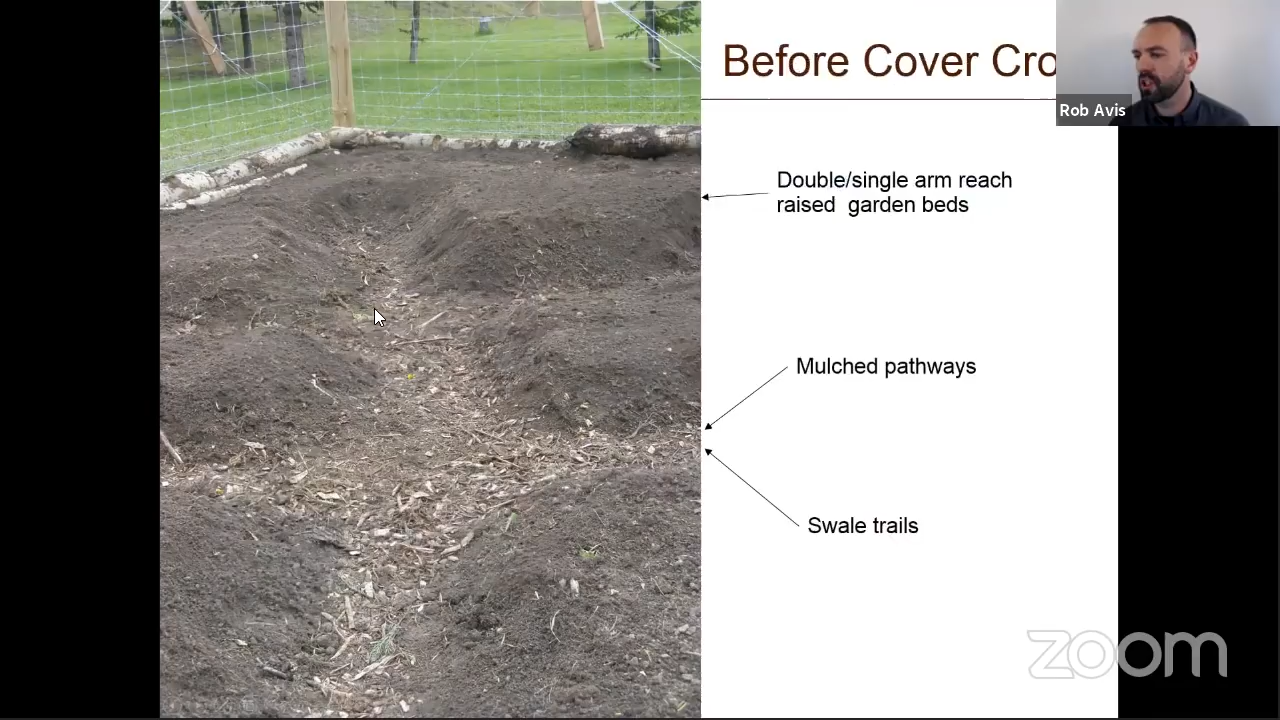 Before Cover Cro
Rob Avis
Double/single arm reach
raised garden beds
Mulched pathways
Swale trails
zoom